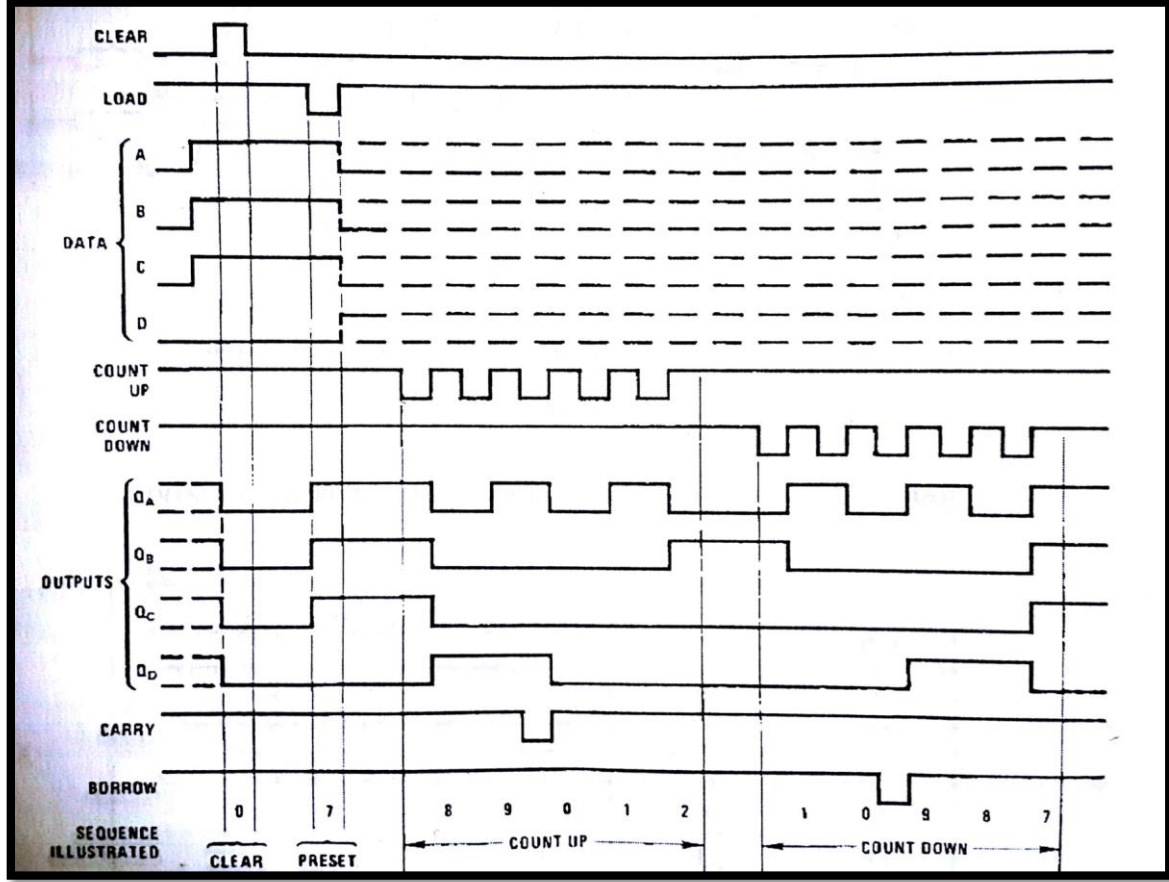 CLEAR
LOAD
A
B
DATA
C
D
COUNT
UP
COUNT
DOWN
QA
QB
OUTPUTS
QC
QD
CARRY
BORROW
0 7 8 9 0 1 2 1 0 9 8 7
SEQUENCE
ILLUSTRATED
CLEAR PRESET COUNT UP COUNT DOWN